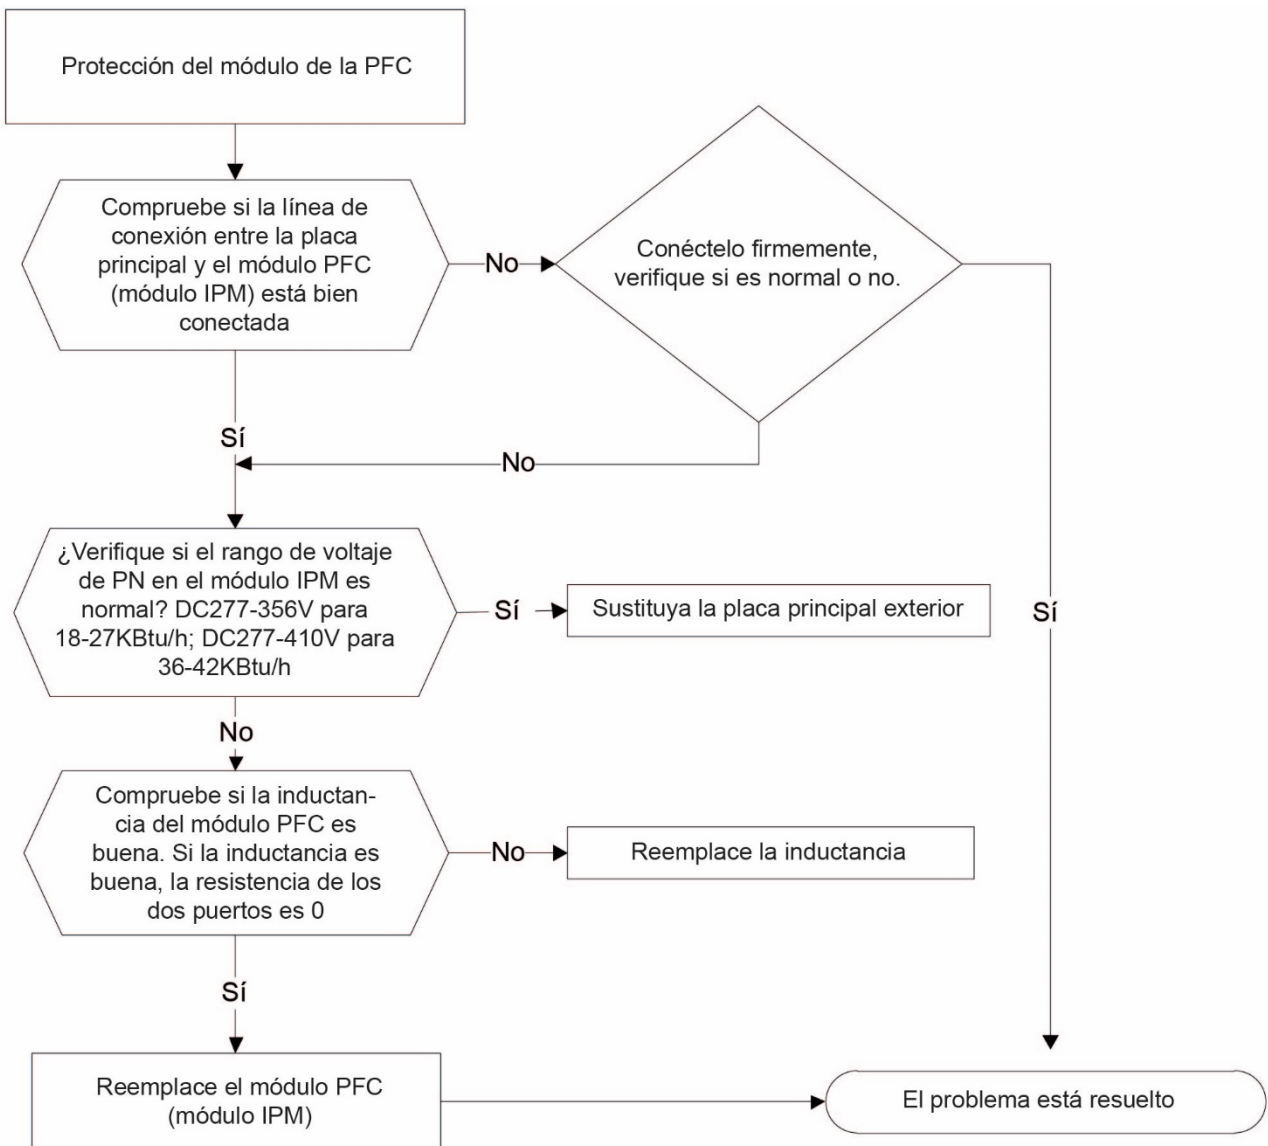 Protección del módulo de la PFC
Compruebe si la línea de
conexión entre la placa
principal y el módulo PFC
(módulo IPM) está bien
conectada
No
Conéctelo firmemente,
verifique si es normal o no.
Sí
No
¿Verifique si el rango de voltaje
de PN en el módulo IPM es
normal? DC277-356V para
18-27KBtu/h; DC277-410V para
36-42KBtu/h
Sí
Sustituya la placa principal exterior
Sí
No
Compruebe si la inductan-
cia del módulo PFC es
buena. Si la inductancia es
buena, la resistencia de los
dos puertos es 0
No
Reemplace la inductancia
Sí
Reemplace el módulo PFC
(módulo IPM)
El problema está resuelto